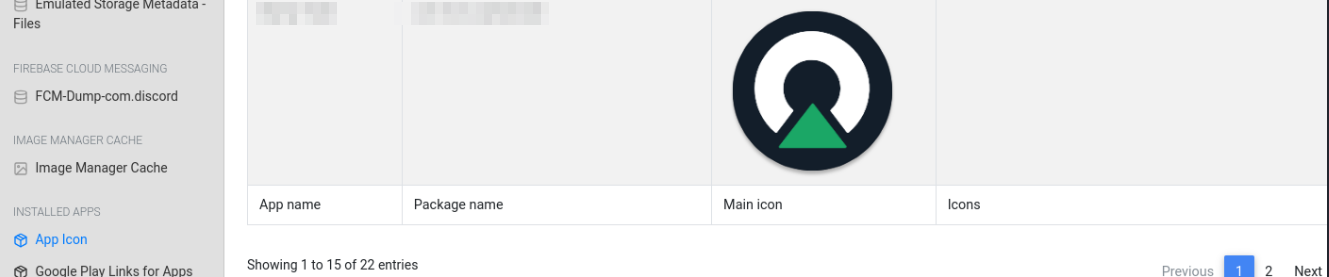 Emulated Storage Metadata -
Files
FIREBASE CLOUD MESSAGING
FCM-Dump-com.discord
IMAGE MANAGER CACHE
Image Manager Cache
INSTALLED APPS
App Icon
Google Play Links for Apps
App name Package name Main icon Icons
Showing 1 to 15 of 22 entries
Previous 1 2 Next